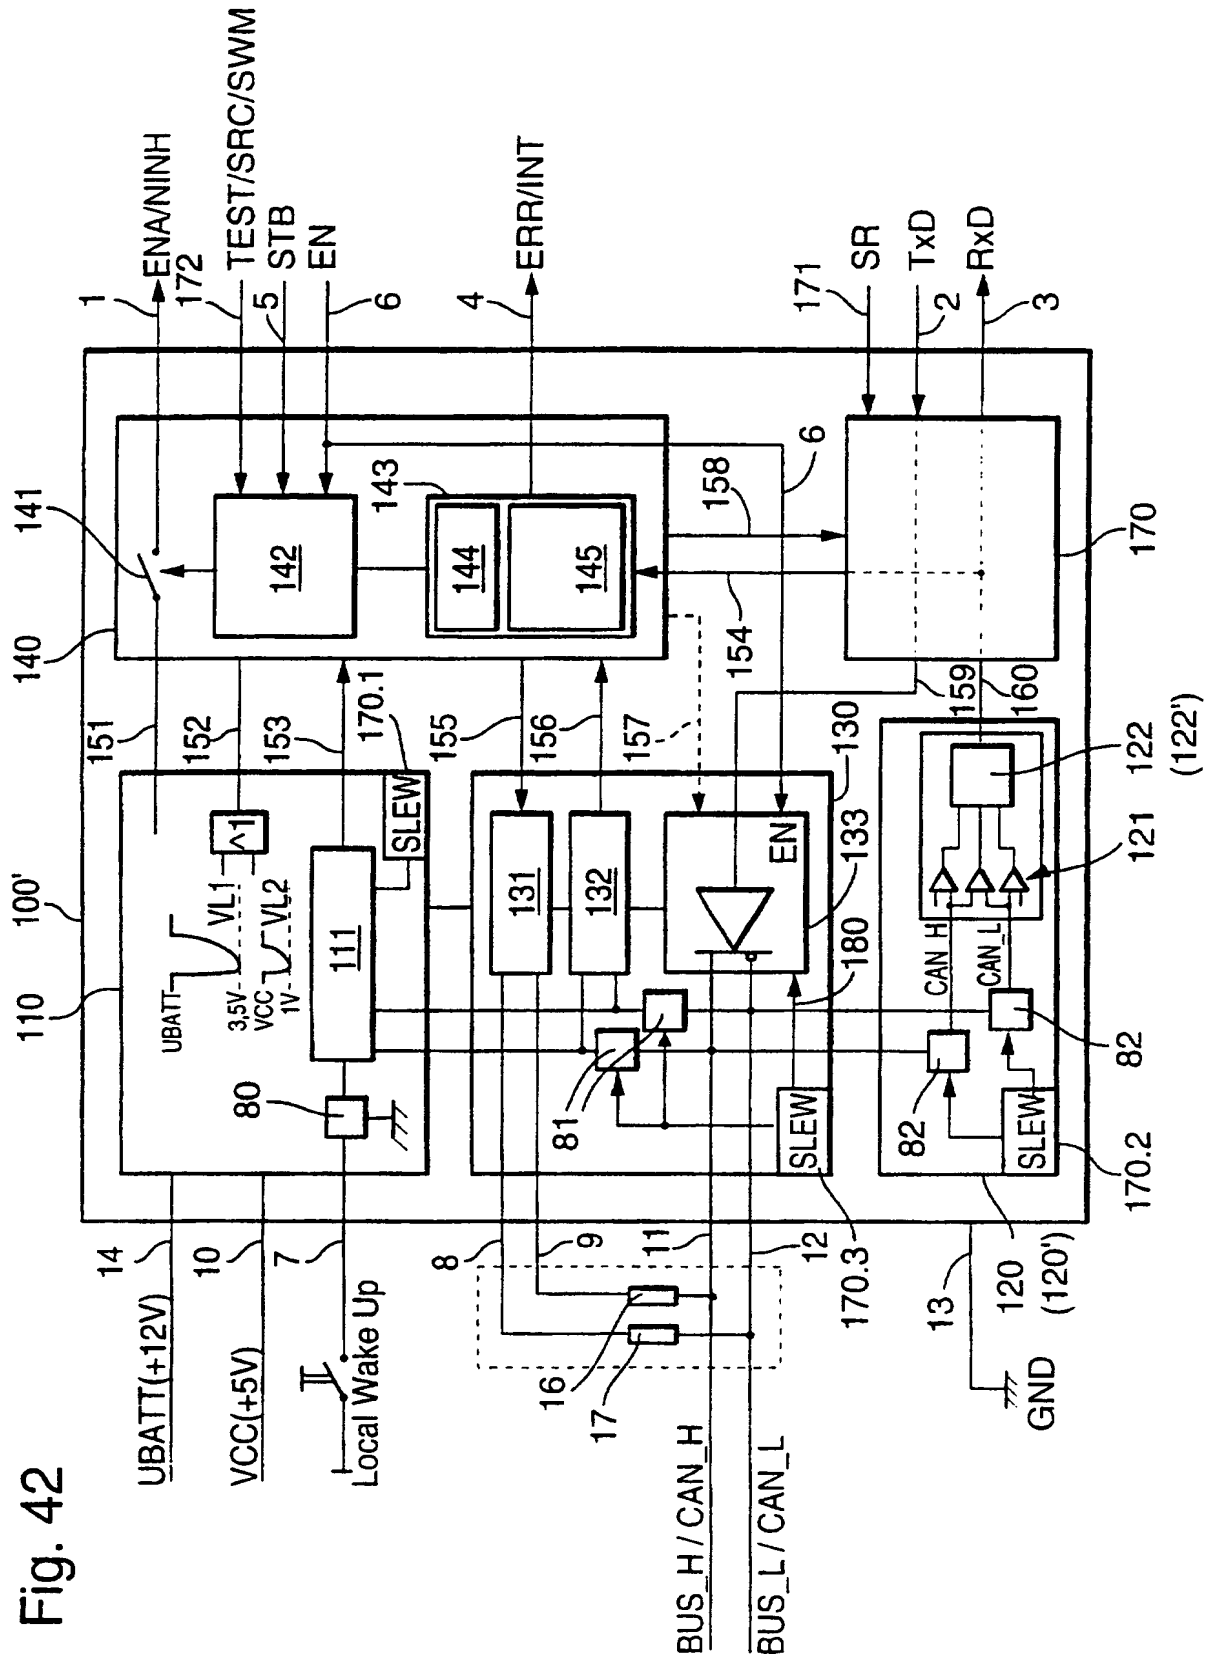 Fig. 42
100'
110
140
141
UBATT(+12V)
14
VCC(+5V)
10
7
Local Wake Up
UBATT
3,5V
VL1
VCC
1V
VL2
^1
80
111
SLEW
170.1
151
152
153
142
143
144
145
1
ENA/NINH
172
TEST/SRC/SWM
5
STB
EN
6
4
ERR/INT
155
156
157
158
154
6
8
9
11
12
16
17
BUS_H / CAN_H
BUS_L / CAN_L
131
132
EN
133
130
180
81
SLEW
170.3
171
SR
TxD
2
RxD
3
170
159
160
122
(122')
121
CAN_H
CAN_L
82
82
SLEW
170.2
120
(120')
13
GND